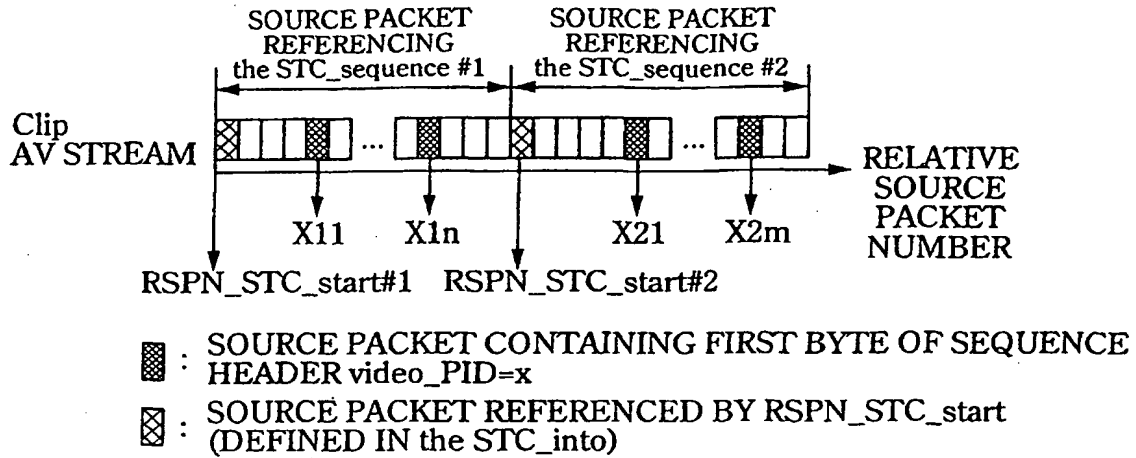 SOURCE PACKET
REFERENCING
the STC_sequence #1
SOURCE PACKET
REFERENCING
the STC_sequence #2
Clip
AV STREAM
... ...
RELATIVE
SOURCE
PACKET
NUMBER
X11 X1n X21 X2m
RSPN_STC_start#1 RSPN_STC_start#2
: SOURCE PACKET CONTAINING FIRST BYTE OF SEQUENCE
HEADER video_PID=x
: SOURCE PACKET REFERENCED BY RSPN_STC_start
(DEFINED IN the STC_into)